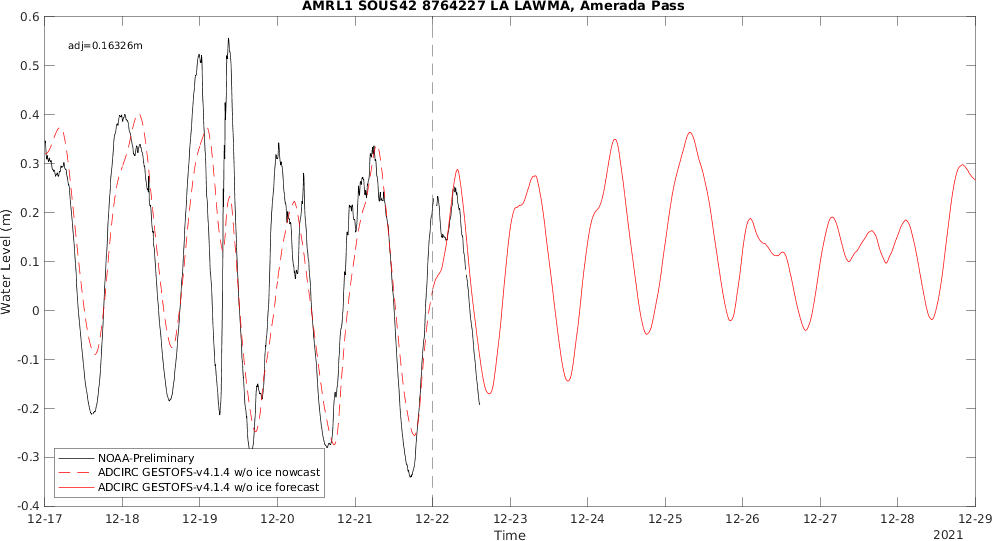 AMRL1 SOUS42 8764227 LA LAWMA, Amerada Pass
adj=0.16326m
Water Level (m)
0.6
0.5
0.4
0.3
0.2
0.1
0
-0.1
-0.2
-0.3
-0.4
NOAA-Preliminary
ADCIRC GESTOFS-v4.1.4 w/o ice nowcast
ADCIRC GESTOFS-v4.1.4 w/o ice forecast
12-17 12-18 12-19 12-20 12-21 12-22 12-23 12-24 12-25 12-26 12-27 12-28 12-29
Time
2021